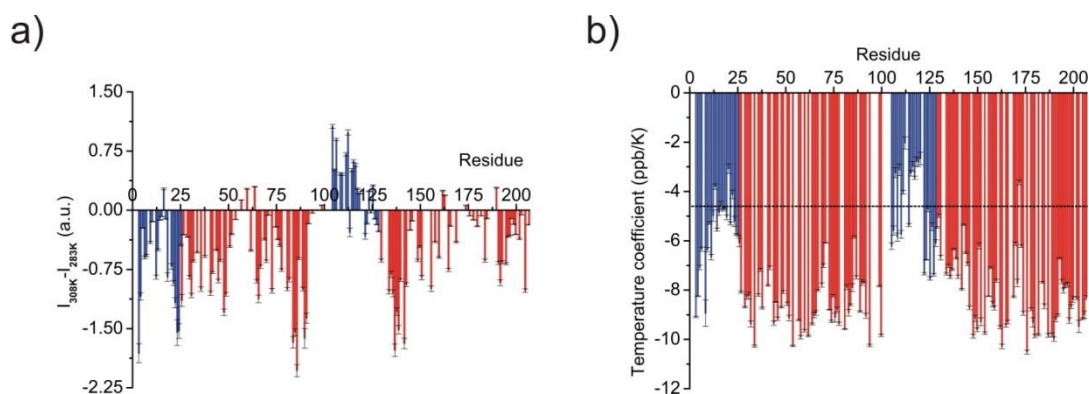 a)
1.50
0.75
0.00
-0.75
-1.50
-2.25
0 25 50 75 100 125 150 175 200
Residue
I308K-I283K (a.u.)
b)
Residue
0 25 50 75 100 125 150 175 200
0
-2
-4
-6
-8
-10
-12
Temperature coefficient (ppb/K)